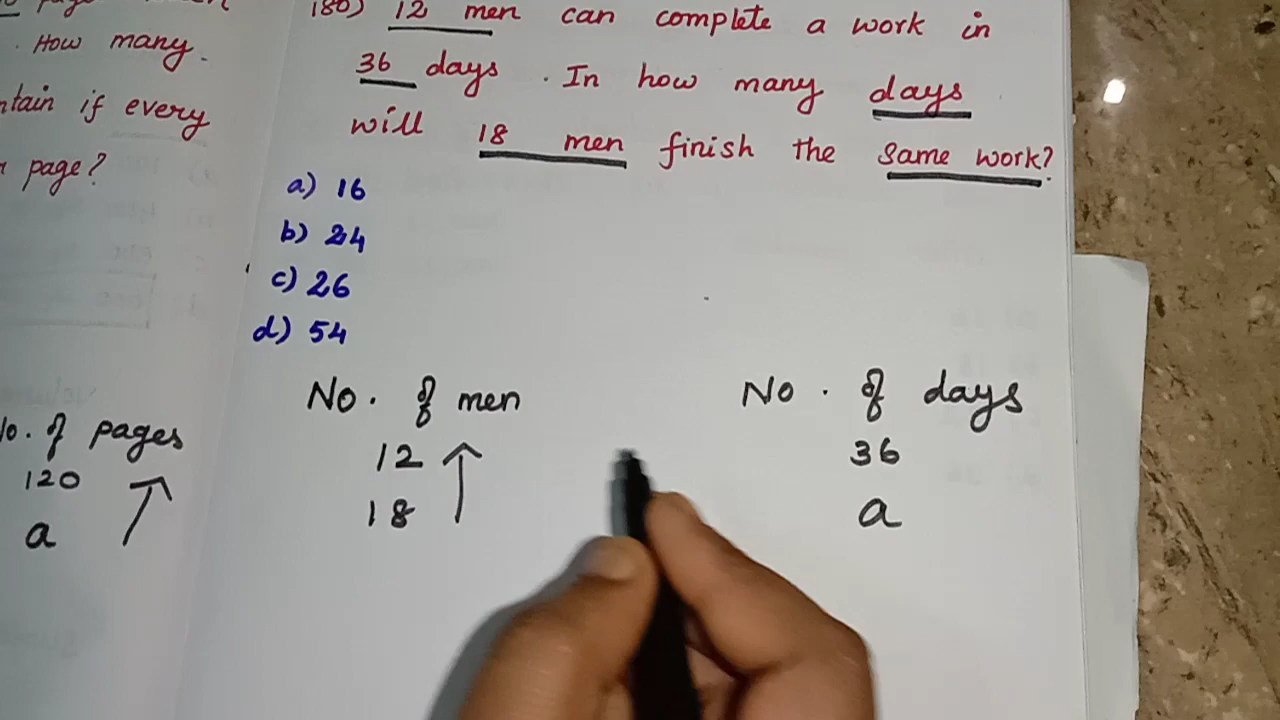 . How many
ntain if every
page?
No. of pages
120
a
180) 12 men can complete a work in
36 days. In how many days
will 18 men finish the same work?
a) 16
b) 24
c) 26
d) 54
No. of men No. of days
12 36
18 a